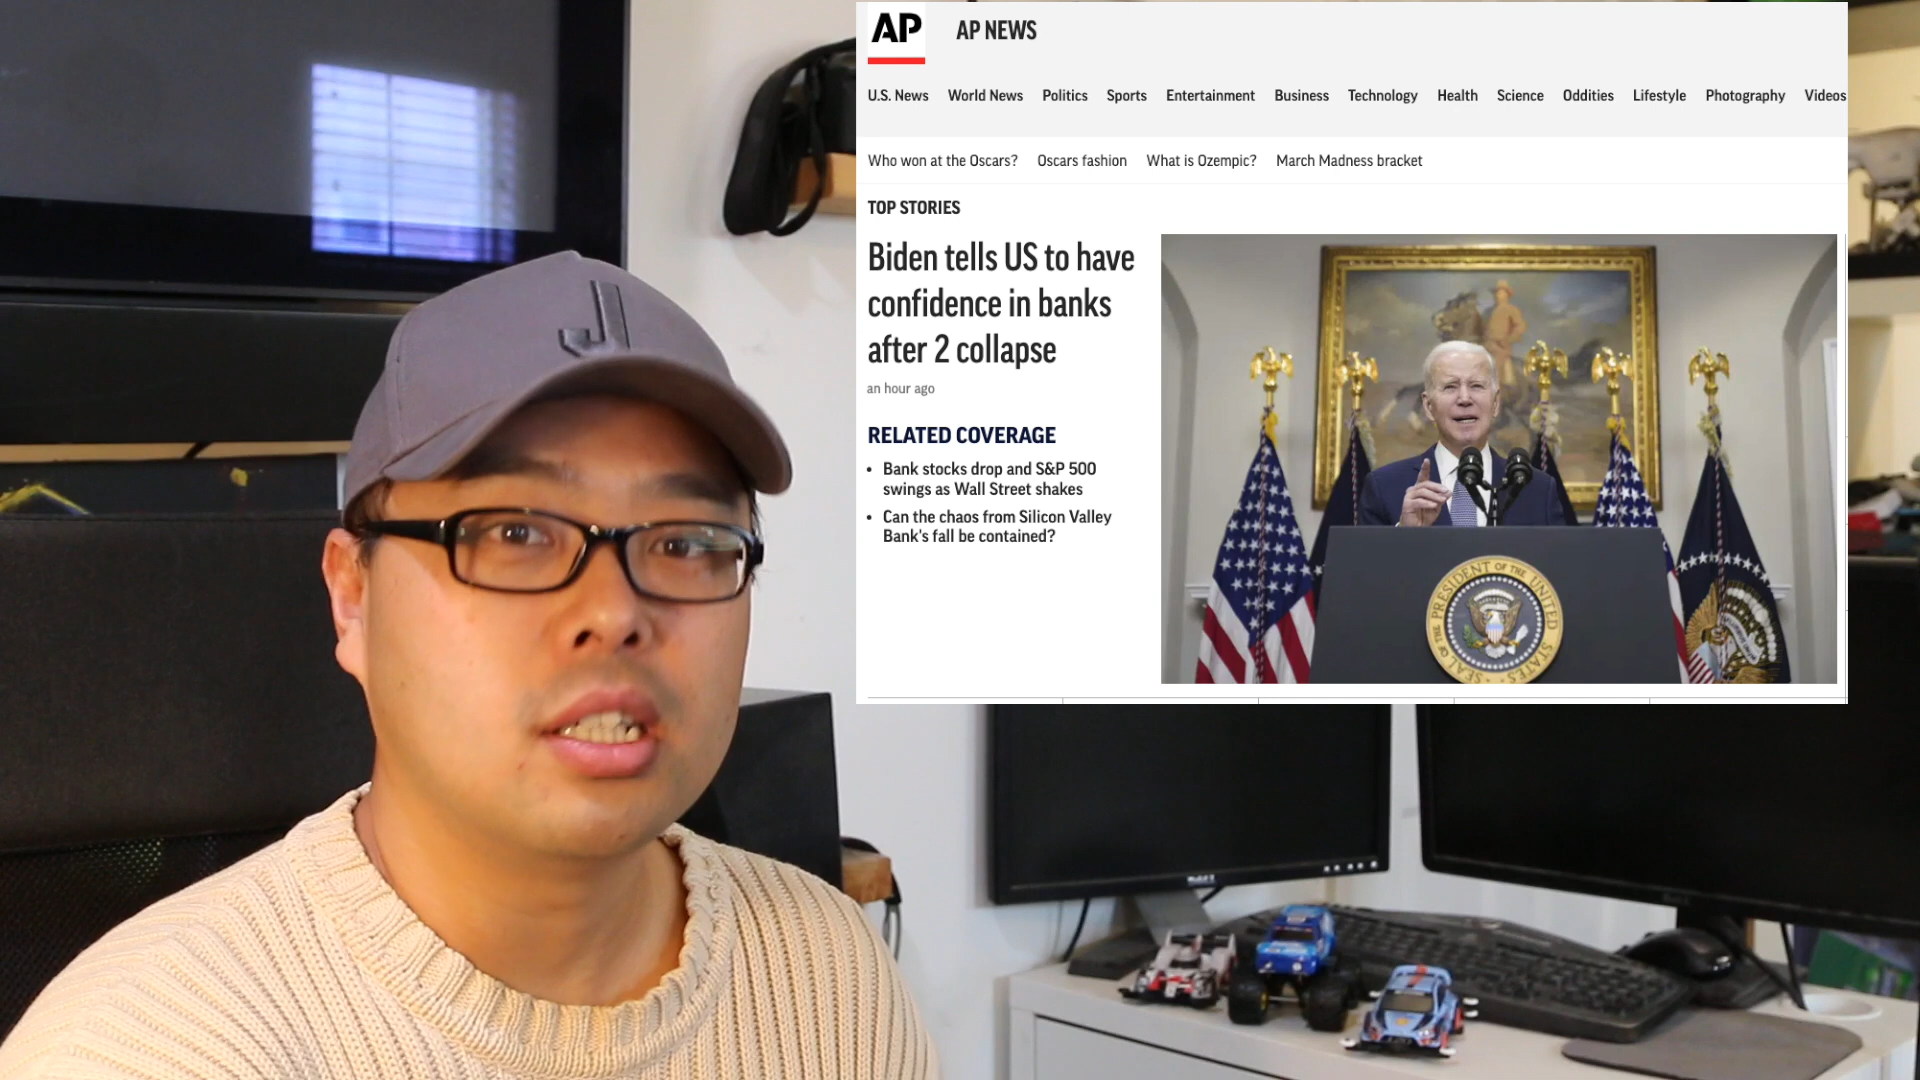 AP
AP NEWS
U.S. News World News Politics Sports Entertainment Business Technology Health Science Oddities Lifestyle Photography Videos
Who won at the Oscars? Oscars fashion What is Ozempic? March Madness bracket
TOP STORIES
Biden tells US to have
confidence in banks
after 2 collapse
an hour ago
RELATED COVERAGE
• Bank stocks drop and S&P 500
swings as Wall Street shakes
• Can the chaos from Silicon Valley
Bank's fall be contained?
SEAL OF THE PRESIDENT OF THE UNITED STATES
J